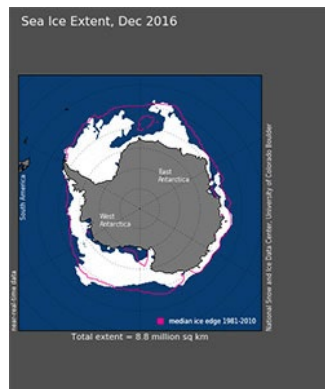 Sea Ice Extent, Dec 2016
South America
East
Antarctica
West
Antarctica
near-real-time data
median ice edge 1981-2010
National Snow and Ice Data Center, University of Colorado Boulder
Total extent = 8.8 million sq km